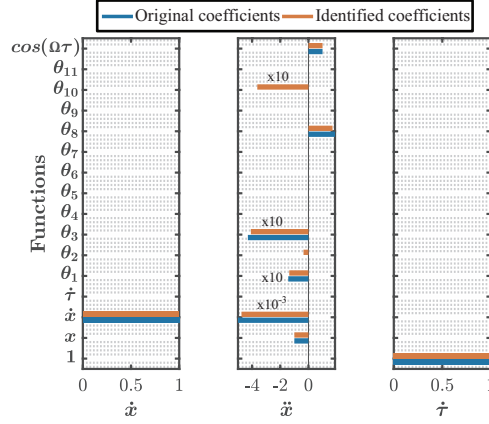 Original coefficients Identified coefficients
Functions
cos(Ωτ)
θ₁₁
θ₁₀
θ₉
θ₈
θ₇
θ₆
θ₅
θ₄
θ₃
θ₂
θ₁
τ̇
ẋ
x
1
x10
x10
x10
x10⁻³
0 0.5 1
-4 -2 0
0 0.5 1
ẋ ẍ τ̇